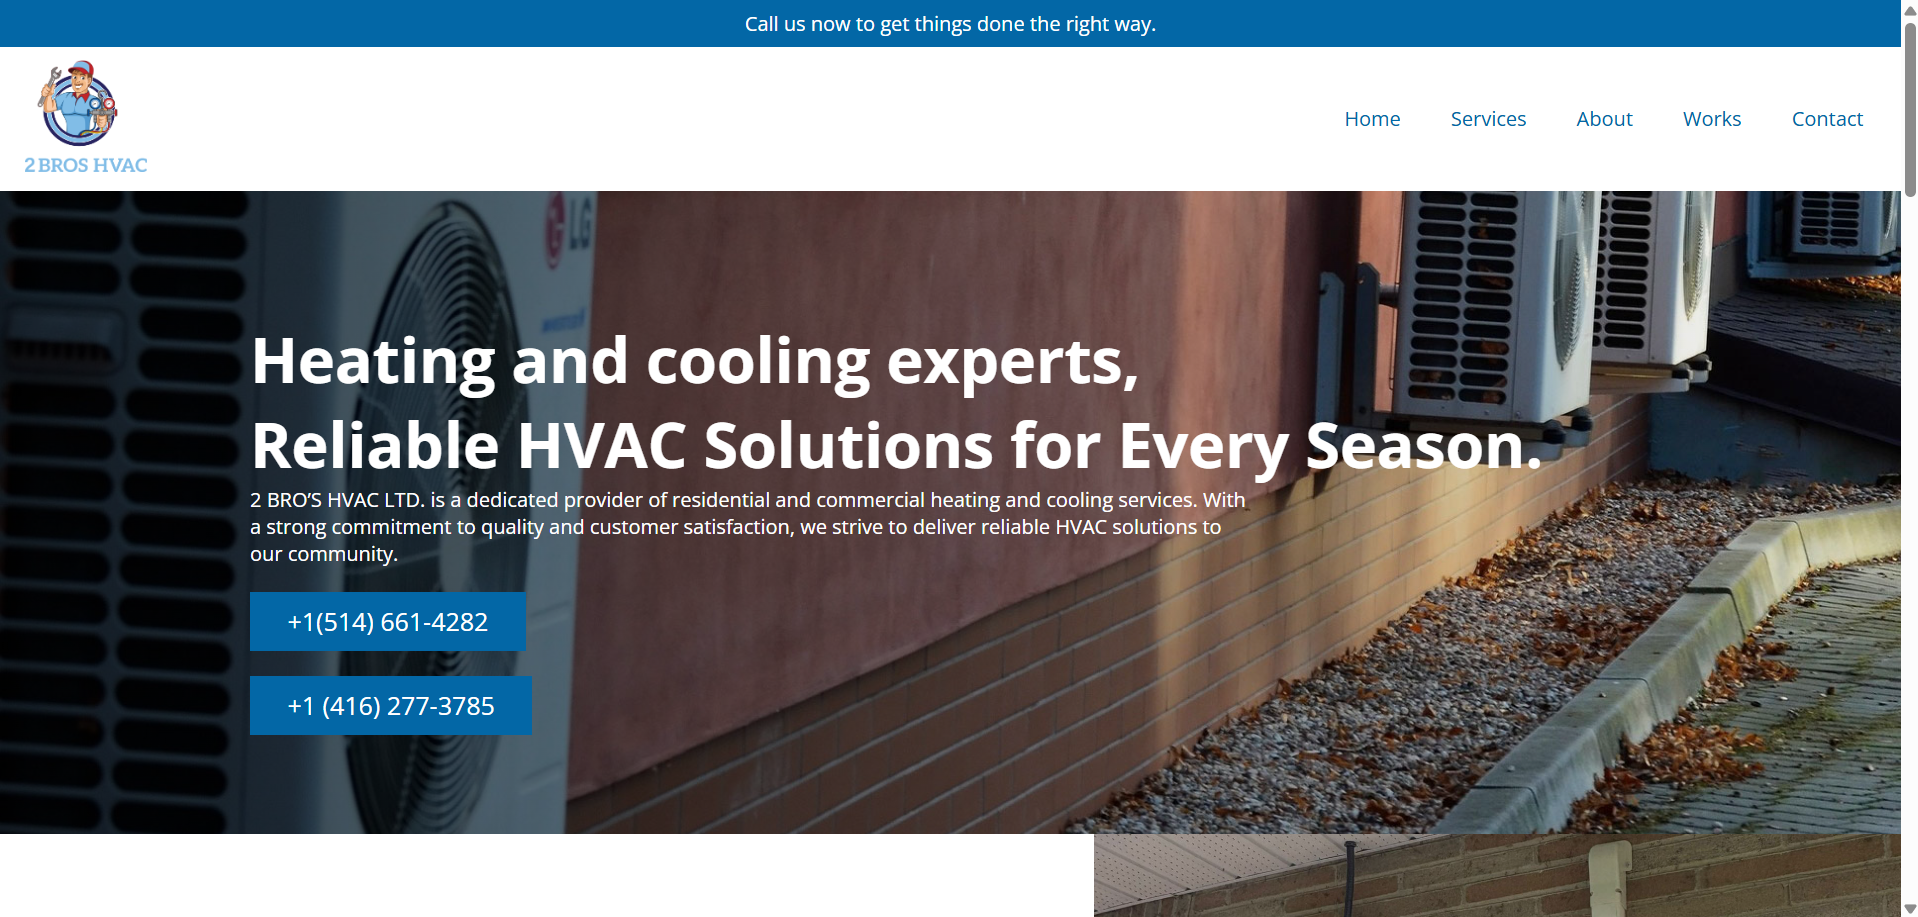 Call us now to get things done the right way.
2 BROS HVAC
Home
Services
About
Works
Contact
LG
Heating and cooling experts,
Reliable HVAC Solutions for Every Season.
2 BRO’S HVAC LTD. is a dedicated provider of residential and commercial heating and cooling services. With
a strong commitment to quality and customer satisfaction, we strive to deliver reliable HVAC solutions to
our community.
+1(514) 661-4282
+1 (416) 277-3785